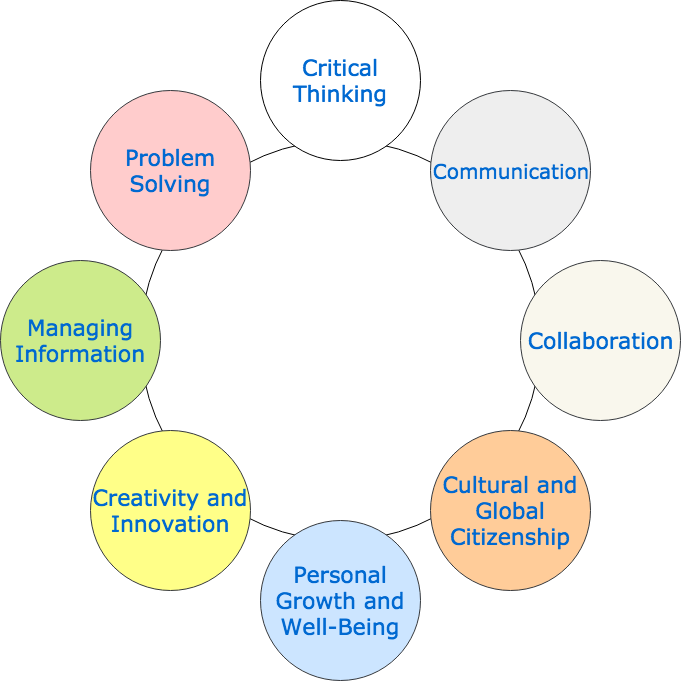 Critical
Thinking
Communication
Collaboration
Cultural and
Global
Citizenship
Personal
Growth and
Well-Being
Creativity and
Innovation
Managing
Information
Problem
Solving